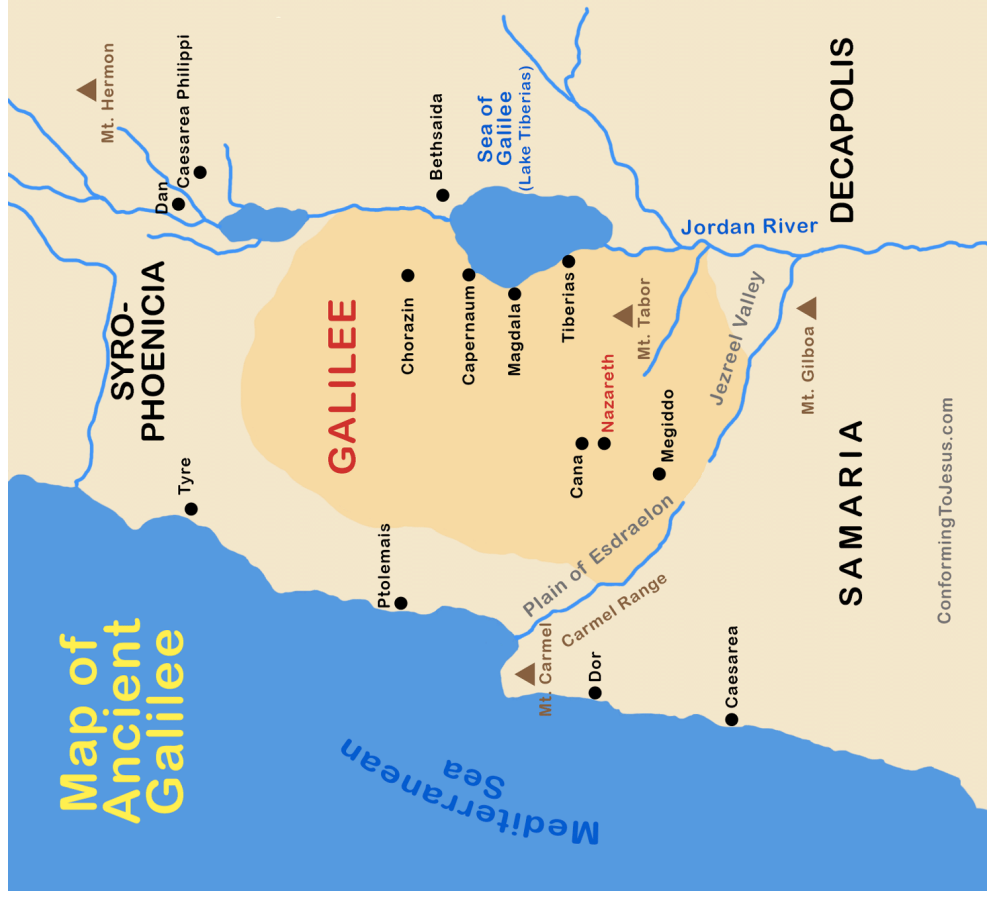 Map of
Ancient
Galilee
Mt. Hermon
Caesarea Philippi
Dan
SYRO-
PHOENICIA
Tyre
Bethsaida
Sea of
Galilee
(Lake Tiberias)
GALILEE
Chorazin
Capernaum
Magdala
Tiberias
Ptolemais
Mt. Tabor
Cana
Nazareth
Megiddo
Jordan River
DECAPOLIS
Jezreel Valley
Mt. Gilboa
Plain of Esdraelon
Carmel Range
Mt. Carmel
Dor
Caesarea
SAMARIA
Mediterranean
Sea
ConformingToJesus.com